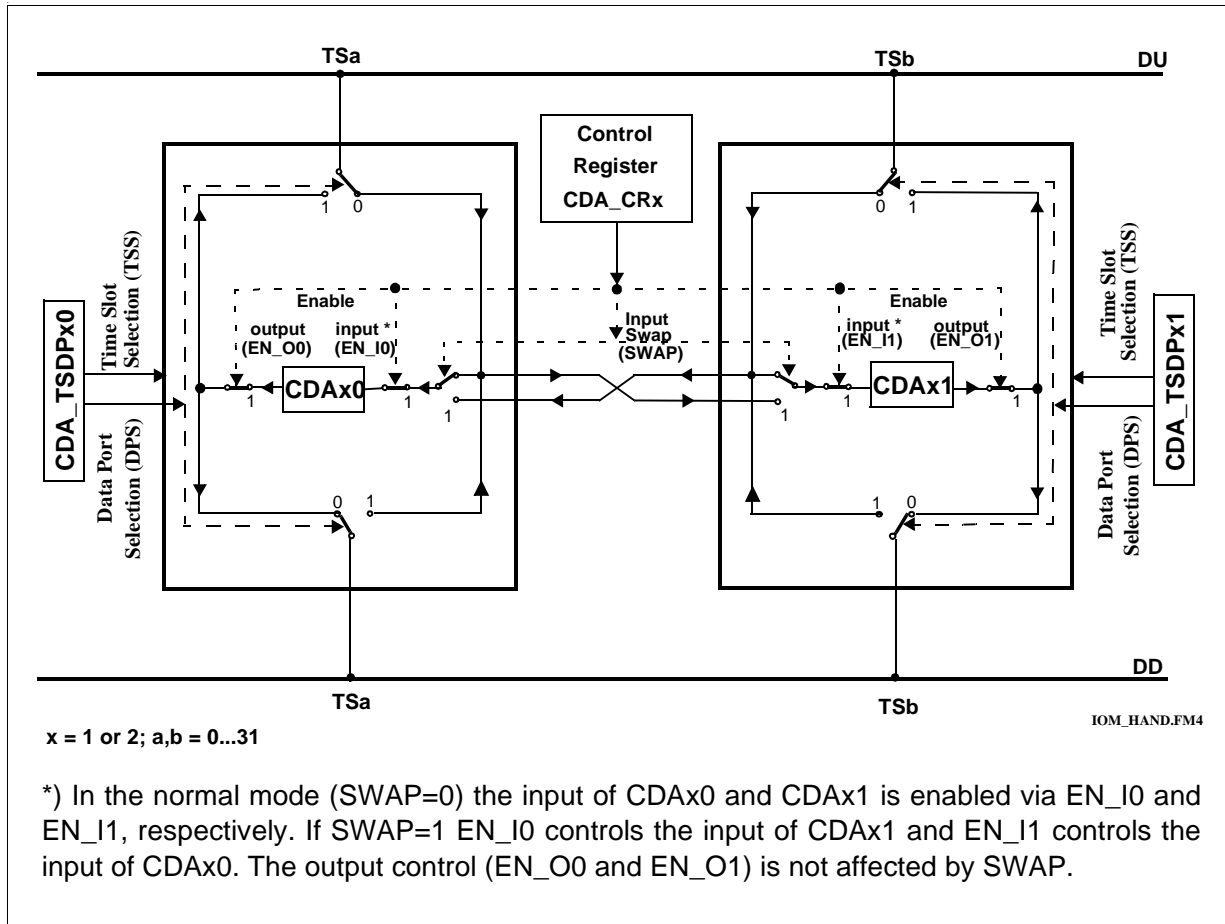 TSa
TSb
DU
Control
Register
CDA_CRx
1
0
0
1
Time Slot
Selection (TSS)
Time Slot
Selection (TSS)
Enable
Enable
output
(EN_O0)
input *
(EN_I0)
Input
Swap
(SWAP)
input *
(EN_I1)
output
(EN_O1)
CDA_TSDPx0
CDA_TSDPx1
CDAx0
CDAx1
1
1
1
1
1
1
Data Port
Selection (DPS)
Data Port
Selection (DPS)
0
1
1
0
DD
TSa
TSb
IOM_HAND.FM4
x = 1 or 2; a,b = 0...31
*) In the normal mode (SWAP=0) the input of CDAx0 and CDAx1 is enabled via EN_I0 and
EN_I1, respectively. If SWAP=1 EN_I0 controls the input of CDAx1 and EN_I1 controls the
input of CDAx0. The output control (EN_O0 and EN_O1) is not affected by SWAP.